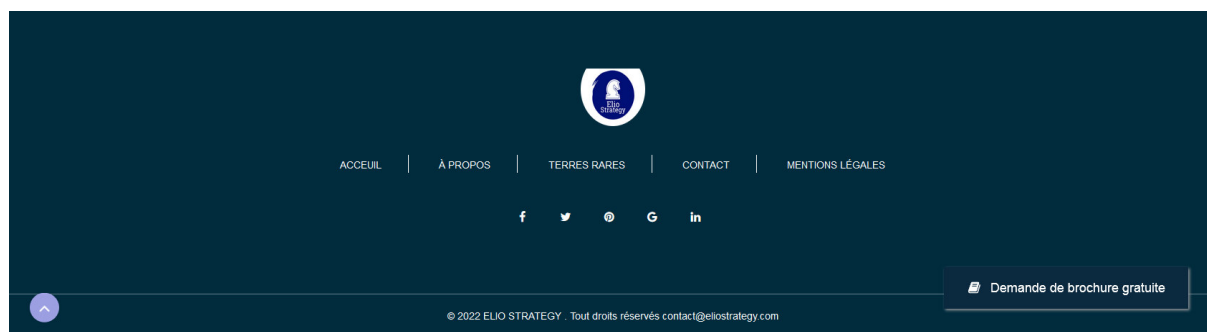 Elio
Strategy
ACCEUIL À PROPOS TERRES RARES CONTACT MENTIONS LÉGALES
Demande de brochure gratuite
© 2022 ELIO STRATEGY . Tout droits réservés contact@eliostrategy.com